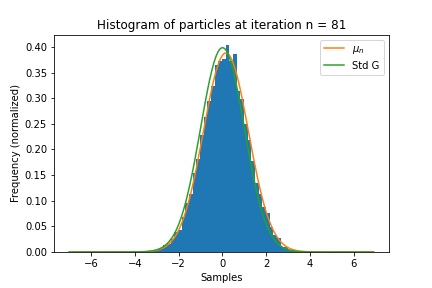 Histogram of particles at iteration n = 81
Frequency (normalized)
0.40
0.35
0.30
0.25
0.20
0.15
0.10
0.05
0.00
−6 −4 −2 0 2 4 6
Samples
μₙ
Std G